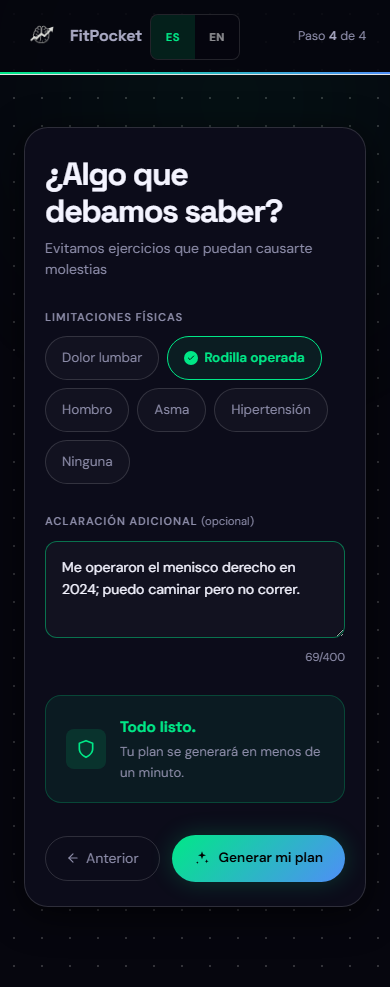 FitPocket ES EN Paso 4 de 4
¿Algo que
debamos saber?
Evitamos ejercicios que puedan causarte
molestias
LIMITACIONES FÍSICAS
Dolor lumbar Rodilla operada
Hombro Asma Hipertensión
Ninguna
ACLARACIÓN ADICIONAL (opcional)
Me operaron el menisco derecho en
2024; puedo caminar pero no correr.
69/400
Todo listo.
Tu plan se generará en menos de
un minuto.
Anterior Generar mi plan